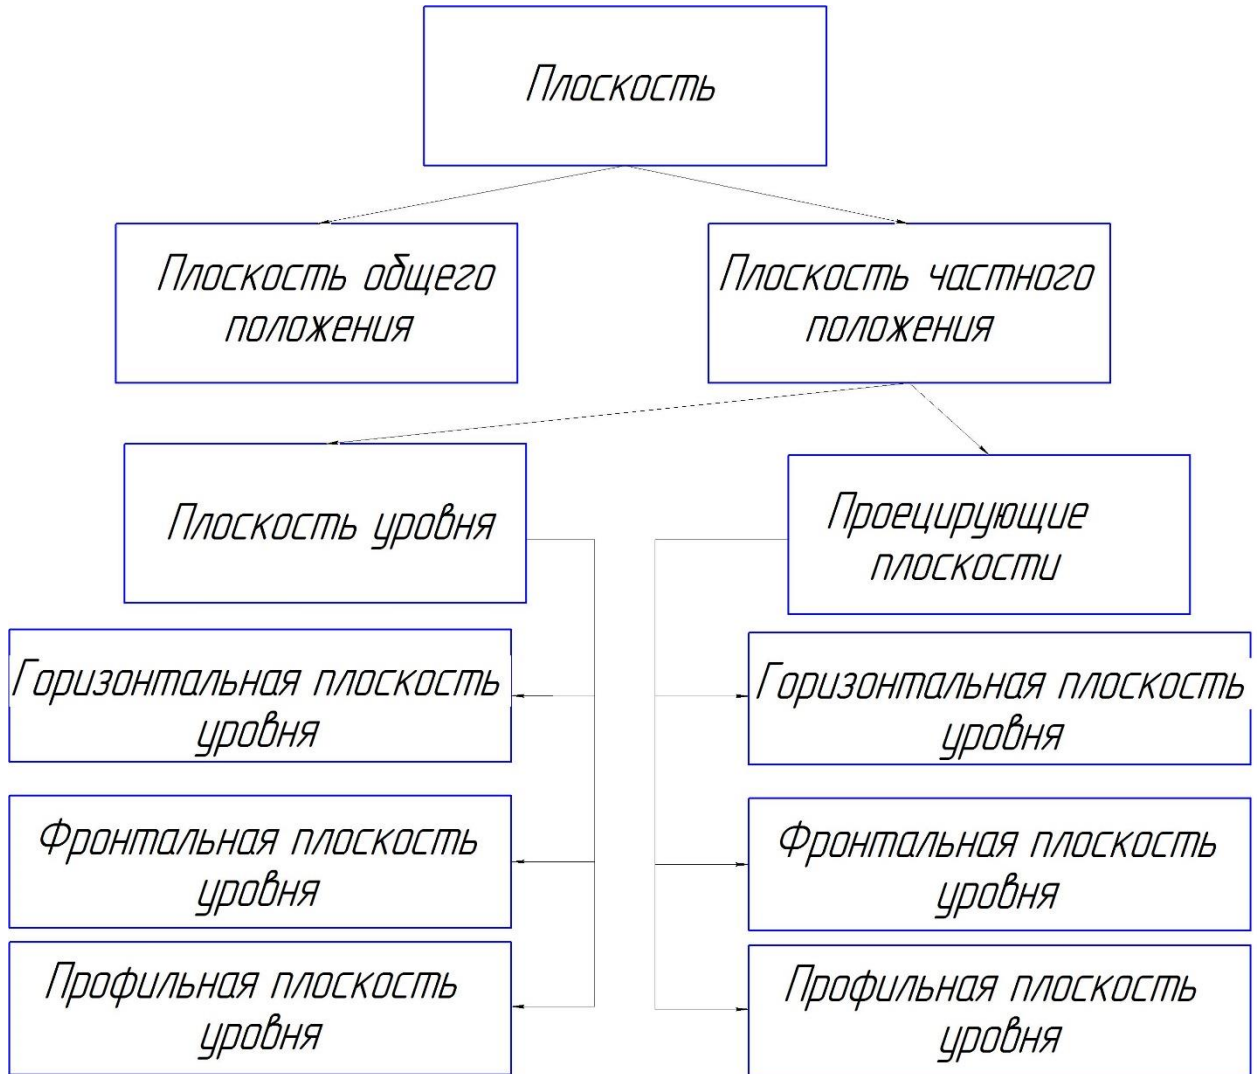 Плоскость
Плоскость общего
положения
Плоскость частного
положения
Плоскость уровня
Проецирующие
плоскости
Горизонтальная плоскость
уровня
Горизонтальная плоскость
уровня
Фронтальная плоскость
уровня
Фронтальная плоскость
уровня
Профильная плоскость
уровня
Профильная плоскость
уровня